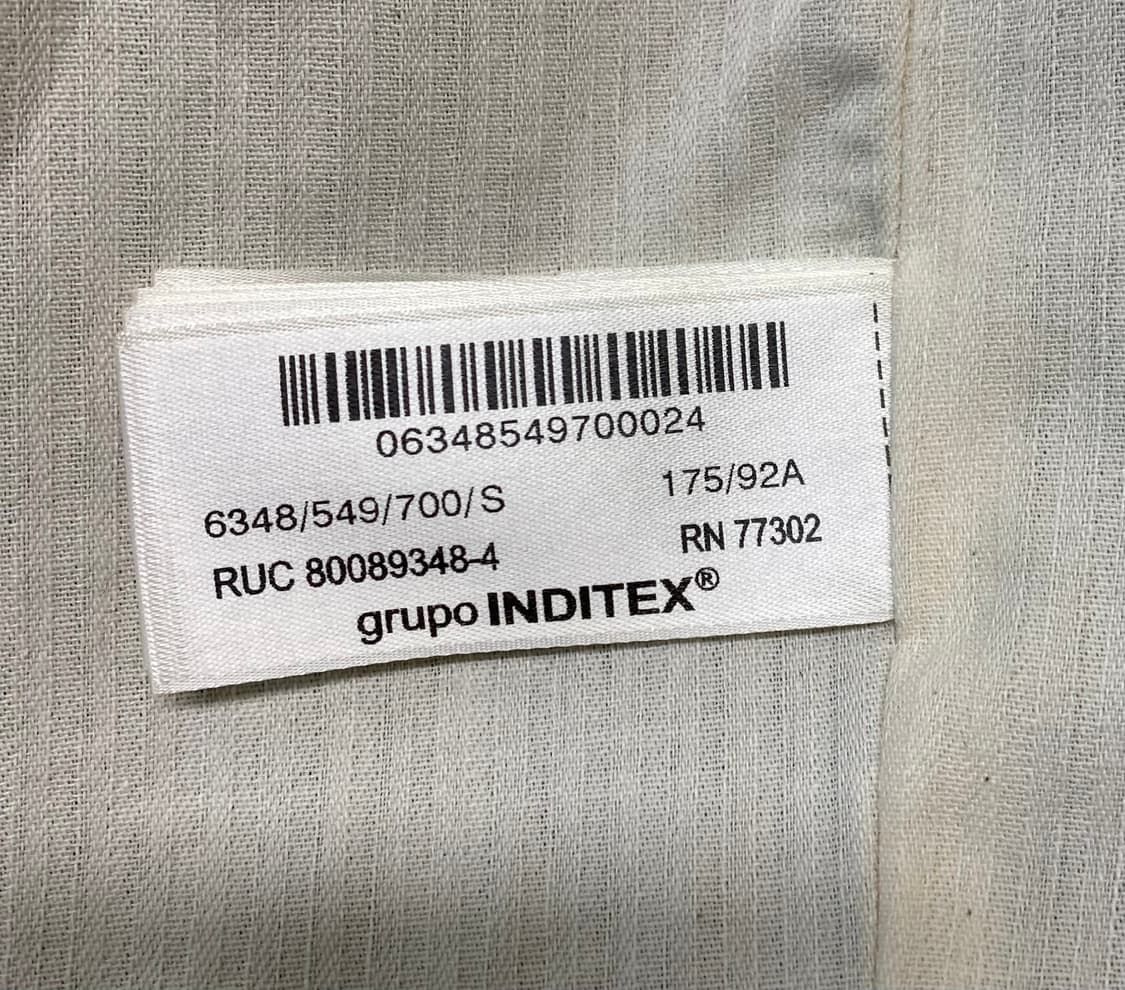 06348549700024
6348/549/700/S 175/92A
RUC 80089348-4 RN 77302
grupo INDITEX®